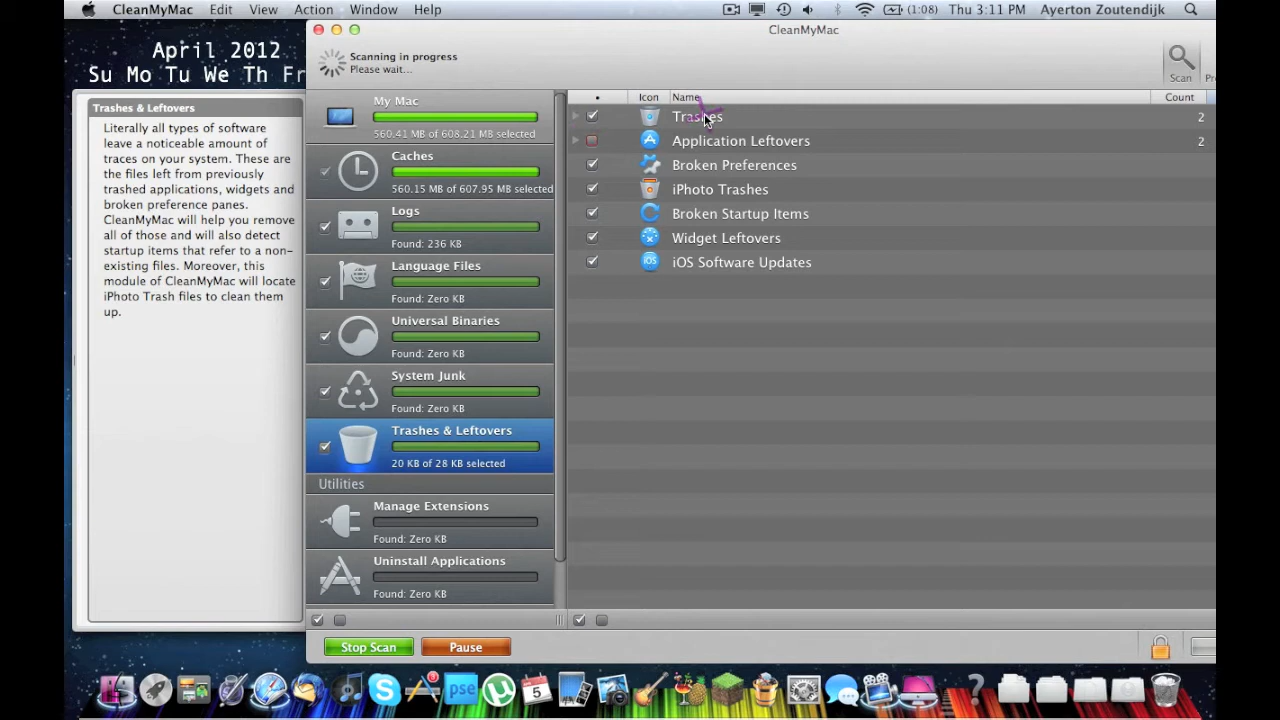 CleanMyMac Edit View Action Window Help (1:08) Thu 3:11 PM Ayerton Zoutendijk
CleanMyMac
April 2012
Su Mo Tu We Th Fr
Trashes & Leftovers
Literally all types of software
leave a noticeable amount of
traces on your system. These are
the files left from previously
trashed applications, widgets and
broken preference panes.
CleanMyMac will help you remove
all of those and will also detect
startup items that refer to a non-
existing files. Moreover, this
module of CleanMyMac will locate
iPhoto Trash files to clean them
up.
Scanning in progress
Please wait...
Scan
My Mac
560.41 MB of 608.21 MB selected
Caches
560.15 MB of 607.95 MB selected
Logs
Found: 236 KB
Language Files
Found: Zero KB
Universal Binaries
Found: Zero KB
System Junk
Found: Zero KB
Trashes & Leftovers
20 KB of 28 KB selected
Utilities
Manage Extensions
Found: Zero KB
Uninstall Applications
Found: Zero KB
Icon Name Count
Trashes 2
Application Leftovers 2
Broken Preferences
iPhoto Trashes
Broken Startup Items
Widget Leftovers
iOS
iOS Software Updates
Stop Scan Pause
pse
5